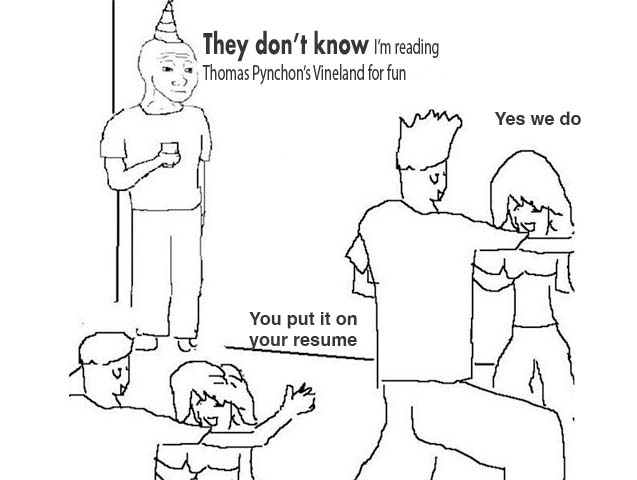 They don't know I'm reading
Thomas Pynchon's Vineland for fun
Yes we do
You put it on
your resume